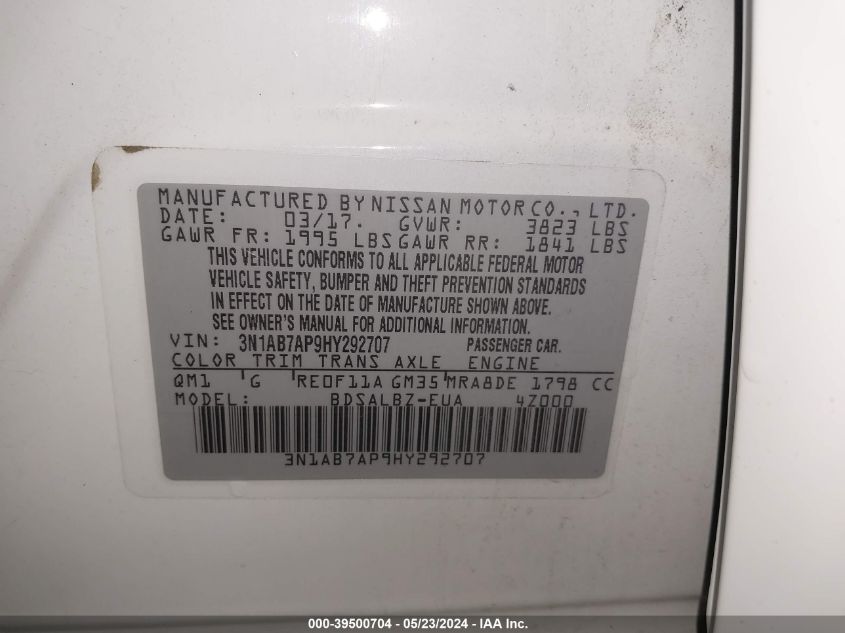 MANUFACTURED BY NISSAN MOTOR CO., LTD.
DATE: 03/17. GVWR: 3823 LBS
GAWR FR: 1995 LBS GAWR RR: 1841 LBS
THIS VEHICLE CONFORMS TO ALL APPLICABLE FEDERAL MOTOR
VEHICLE SAFETY, BUMPER AND THEFT PREVENTION STANDARDS
IN EFFECT ON THE DATE OF MANUFACTURE SHOWN ABOVE.
SEE OWNER'S MANUAL FOR ADDITIONAL INFORMATION.
VIN: 3N1AB7AP9HY292707 PASSENGER CAR.
COLOR TRIM TRANS AXLE ENGINE
QM1 G RE0F11A GM35 MRA8DE 1798 CC
MODEL: BDSALBZ-EUA 4Z000
3N1AB7AP9HY292707
000-39500704 - 05/23/2024 - IAA Inc.